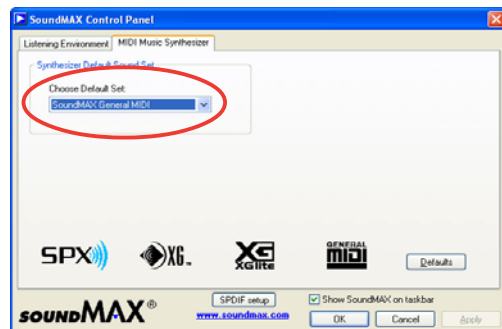 SoundMAX Control Panel
Listening Environment MIDI Music Synthesizer
Synthesizer Default Sound Set
Choose Default Set:
SoundMAX General MIDI
SPX XG XG XGlite GENERAL MIDI Defaults
SPDIF setup Show SoundMAX on taskbar
SOUNDMAX® www.soundmax.com OK Cancel Apply